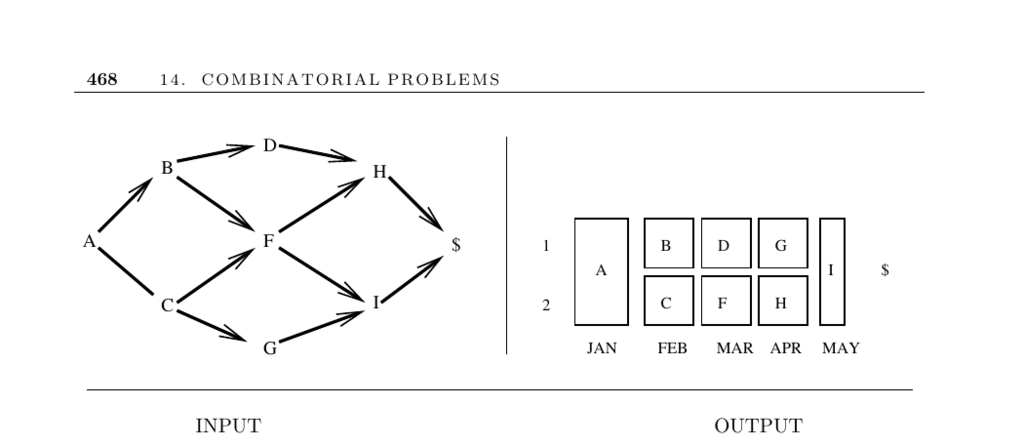 468 14. COMBINATORIAL PROBLEMS
D
B
H
A
F
$
C
I
G
1
B
D
G
A
I
$
2
C
F
H
JAN FEB MAR APR MAY
INPUT OUTPUT